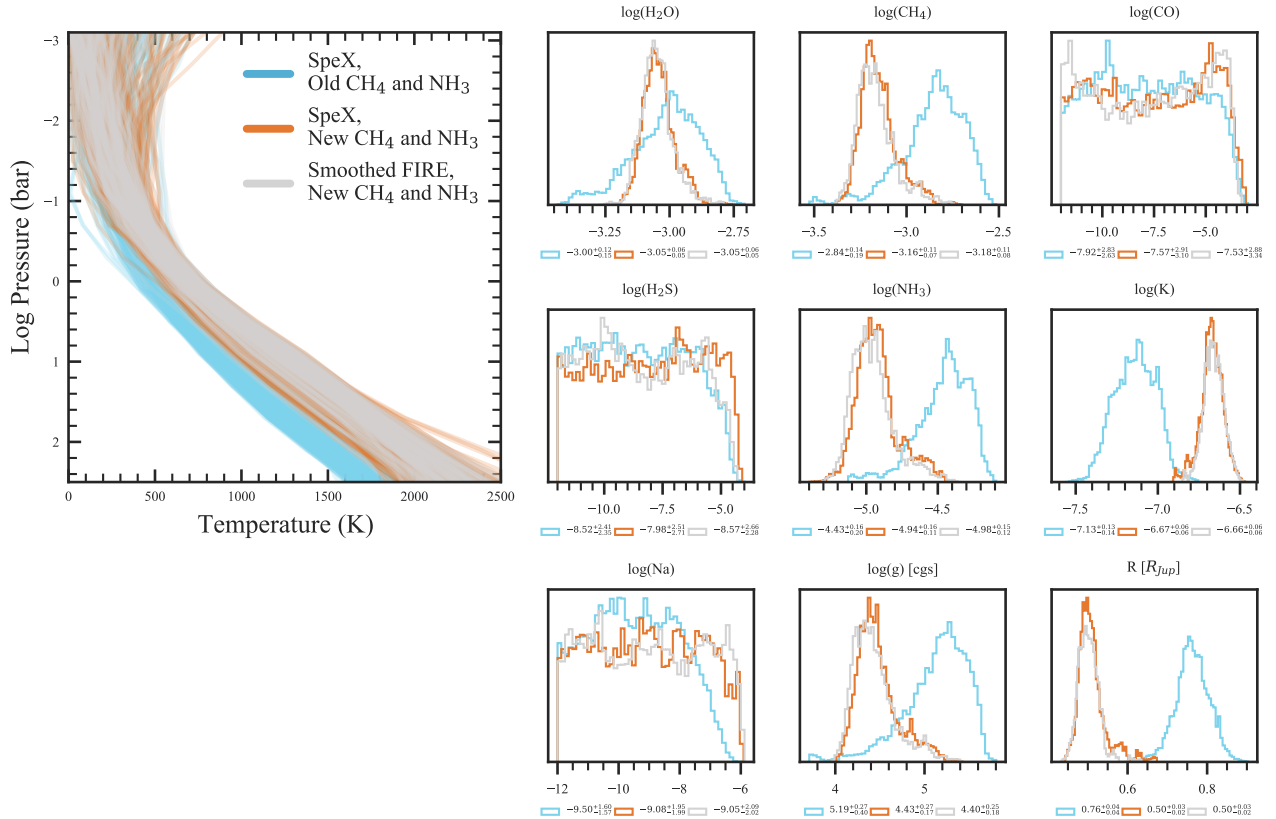 SpeX,
Old CH₄ and NH₃
SpeX,
New CH₄ and NH₃
Smoothed FIRE,
New CH₄ and NH₃
Log Pressure (bar)
−3
−2
−1
0
1
2
0 500 1000 1500 2000 2500
Temperature (K)
log(H₂O)
−3.25 −3.00 −2.75
−3.00 +0.12 −0.15 −3.05 +0.06 −0.05 −3.05 +0.06 −0.05
log(CH₄)
−3.5 −3.0 −2.5
−2.84 +0.14 −0.19 −3.16 +0.11 −0.07 −3.18 +0.11 −0.08
log(CO)
−10.0 −7.5 −5.0
−7.92 +2.83 −2.63 −7.57 +2.91 −3.10 −7.53 +2.88 −3.34
log(H₂S)
−10.0 −7.5 −5.0
−8.52 +2.41 −2.35 −7.98 +2.51 −2.71 −8.57 +2.66 −2.28
log(NH₃)
−5.0 −4.5
−4.43 +0.16 −0.20 −4.94 +0.16 −0.11 −4.98 +0.15 −0.12
log(K)
−7.5 −7.0 −6.5
−7.13 +0.13 −0.14 −6.67 +0.06 −0.06 −6.66 +0.06 −0.06
log(Na)
−12 −10 −8 −6
−9.50 +1.60 −1.57 −9.08 +1.95 −1.99 −9.05 +2.09 −2.02
log(g) [cgs]
4 5
5.19 +0.27 −0.40 4.43 +0.27 −0.17 4.40 +0.25 −0.18
R [R_Jup]
0.6 0.8
0.76 +0.04 −0.04 0.50 +0.03 −0.02 0.50 +0.03 −0.02